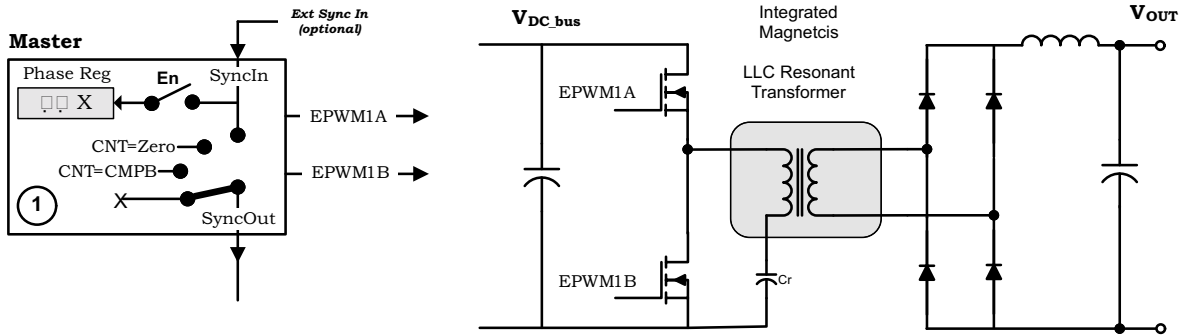 Ext Sync In
(optional)
Master
Phase Reg
En
SyncIn
X
EPWM1A
CNT=Zero
CNT=CMPB
EPWM1B
1
X
SyncOut
VDC_bus
Integrated
Magnetcis
LLC Resonant
Transformer
VOUT
EPWM1A
EPWM1B
Cr